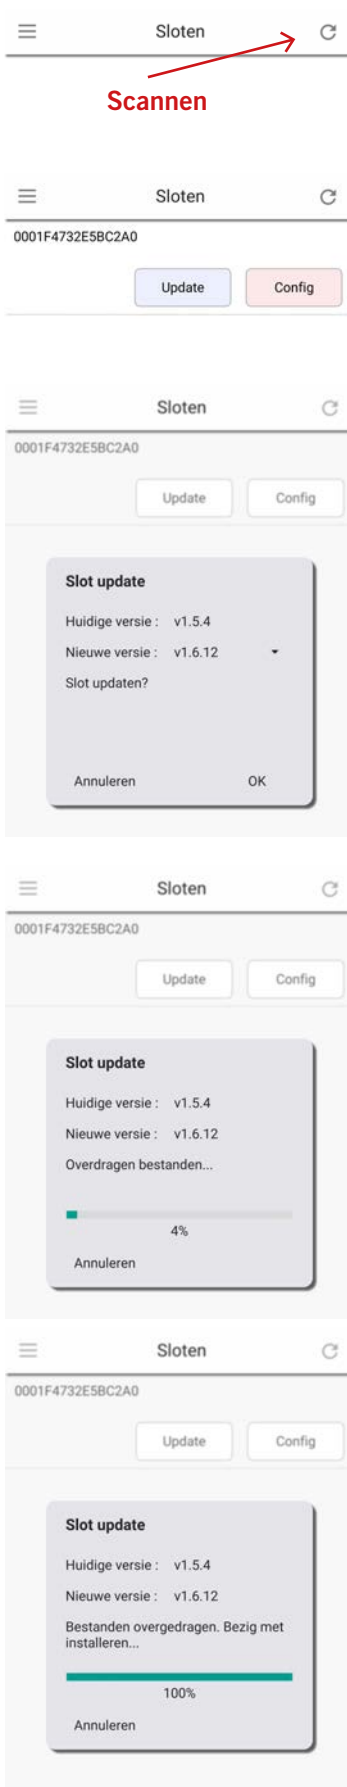 Sloten
Scannen
Sloten
0001F4732E5BC2A0
Update Config
Sloten
0001F4732E5BC2A0
Update Config
Slot update
Huidige versie : v1.5.4
Nieuwe versie : v1.6.12
Slot updaten?
Annuleren OK
Sloten
0001F4732E5BC2A0
Update Config
Slot update
Huidige versie : v1.5.4
Nieuwe versie : v1.6.12
Overdragen bestanden...
4%
Annuleren
Sloten
0001F4732E5BC2A0
Update Config
Slot update
Huidige versie : v1.5.4
Nieuwe versie : v1.6.12
Bestanden overgedragen. Bezig met
installeren...
100%
Annuleren